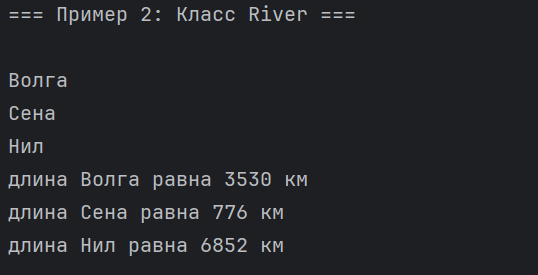 === Пример 2: Класс River ===
Волга
Сена
Нил
длина Волга равна 3530 км
длина Сена равна 776 км
длина Нил равна 6852 км